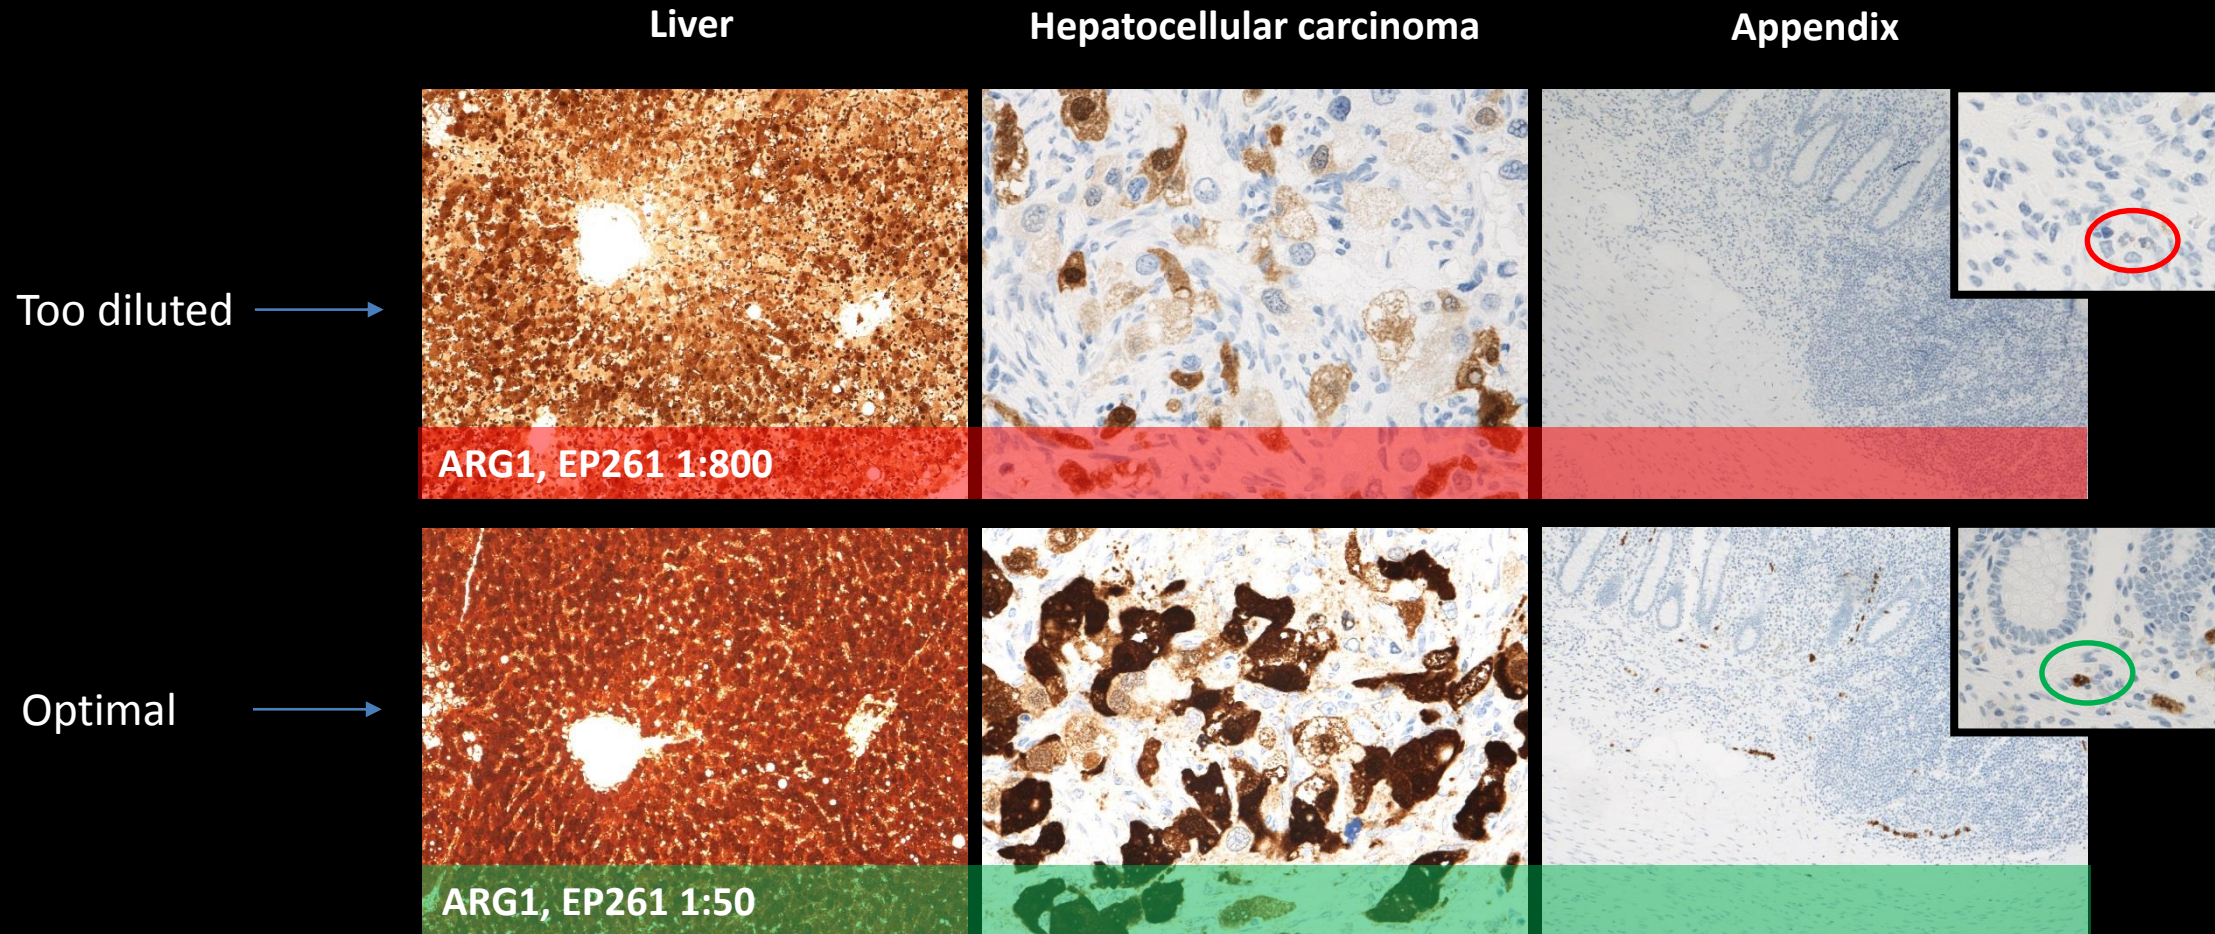 Liver
Hepatocellular carcinoma
Appendix
Too diluted
ARG1, EP261 1:800
Optimal
ARG1, EP261 1:50